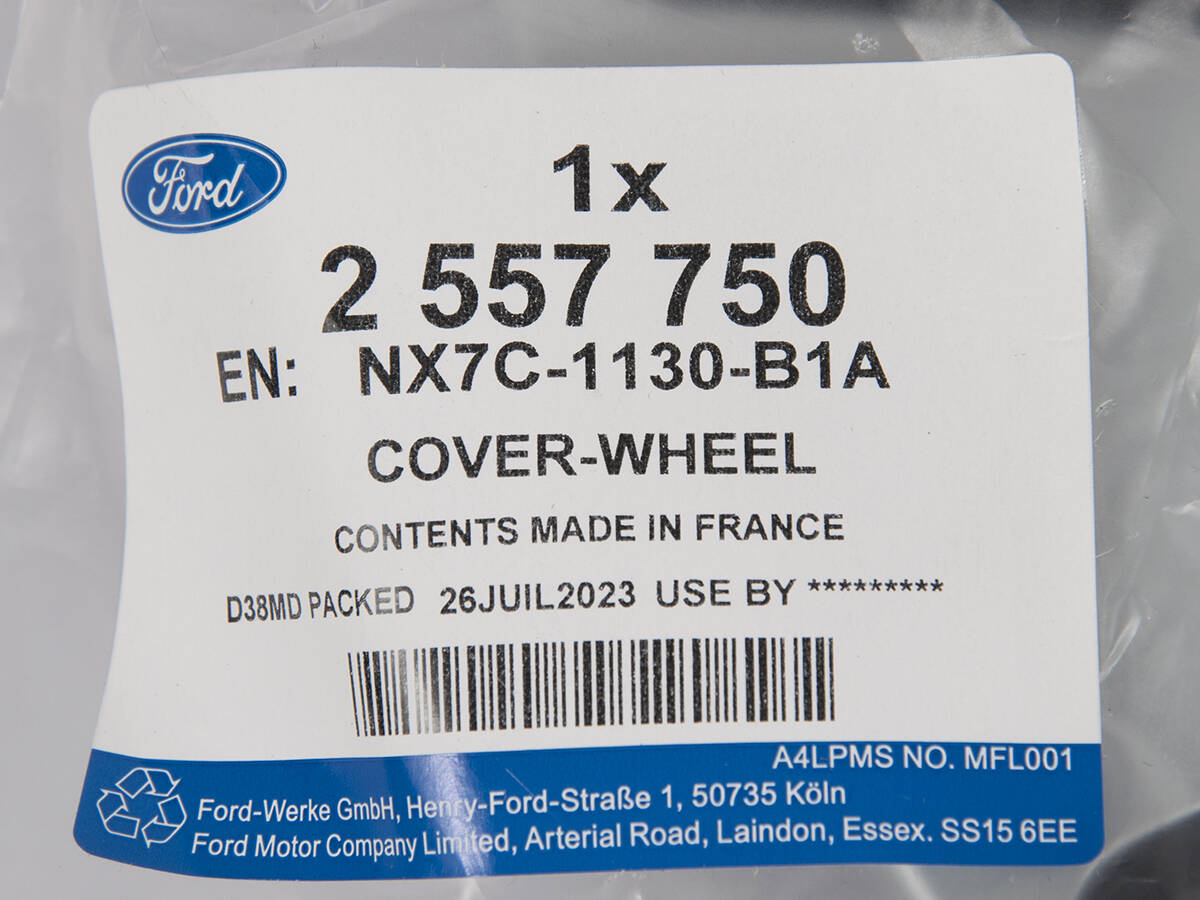 Ford
1x
2 557 750
EN: NX7C-1130-B1A
COVER-WHEEL
CONTENTS MADE IN FRANCE
D38MD PACKED 26JUIL2023 USE BY *********
A4LPMS NO. MFL001
Ford-Werke GmbH, Henry-Ford-Straße 1, 50735 Köln
Ford Motor Company Limited, Arterial Road, Laindon, Essex. SS15 6EE